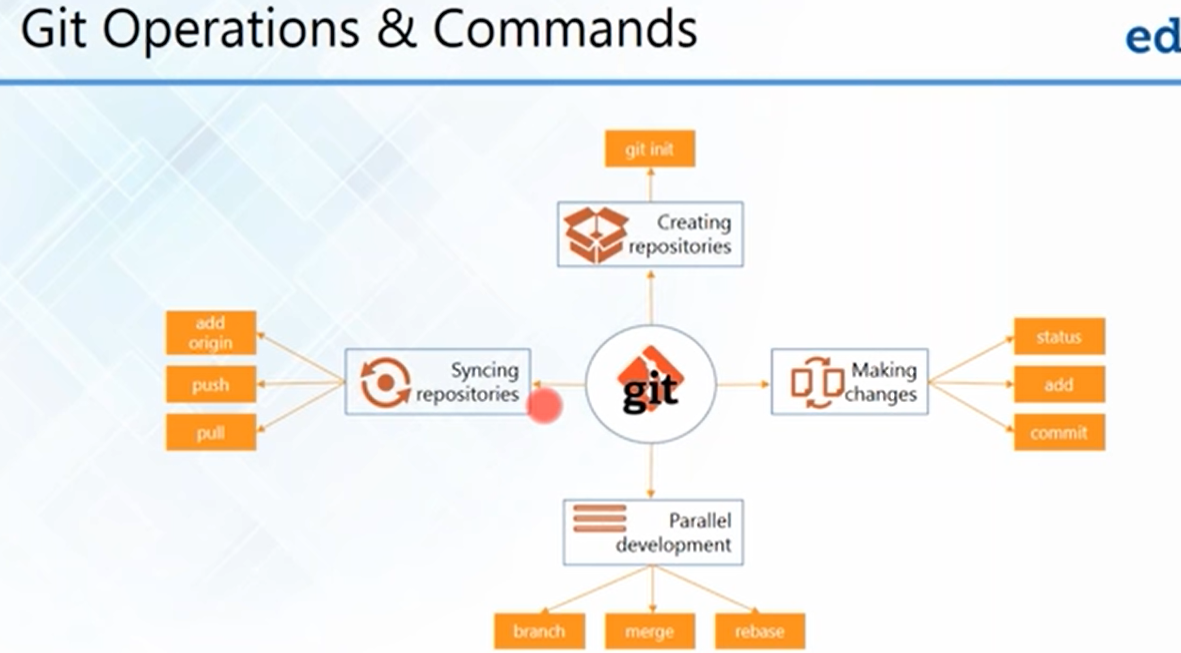 Git Operations & Commands
ed
git init
Creating
repositories
add
origin
push
pull
Syncing
repositories
git
Making
changes
status
add
commit
Parallel
development
branch
merge
rebase